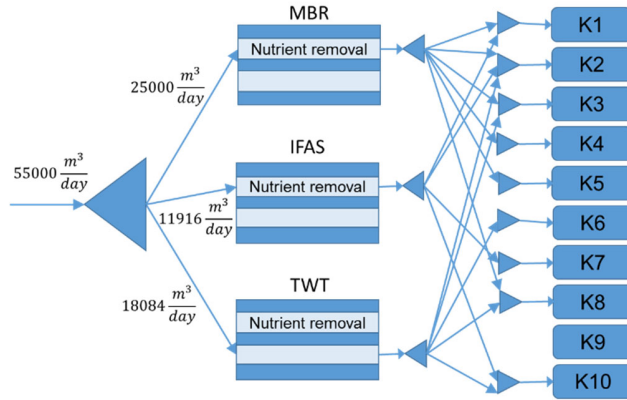 MBR
Nutrient removal
25000 m³/day
IFAS
Nutrient removal
55000 m³/day
11916 m³/day
TWT
Nutrient removal
18084 m³/day
K1
K2
K3
K4
K5
K6
K7
K8
K9
K10